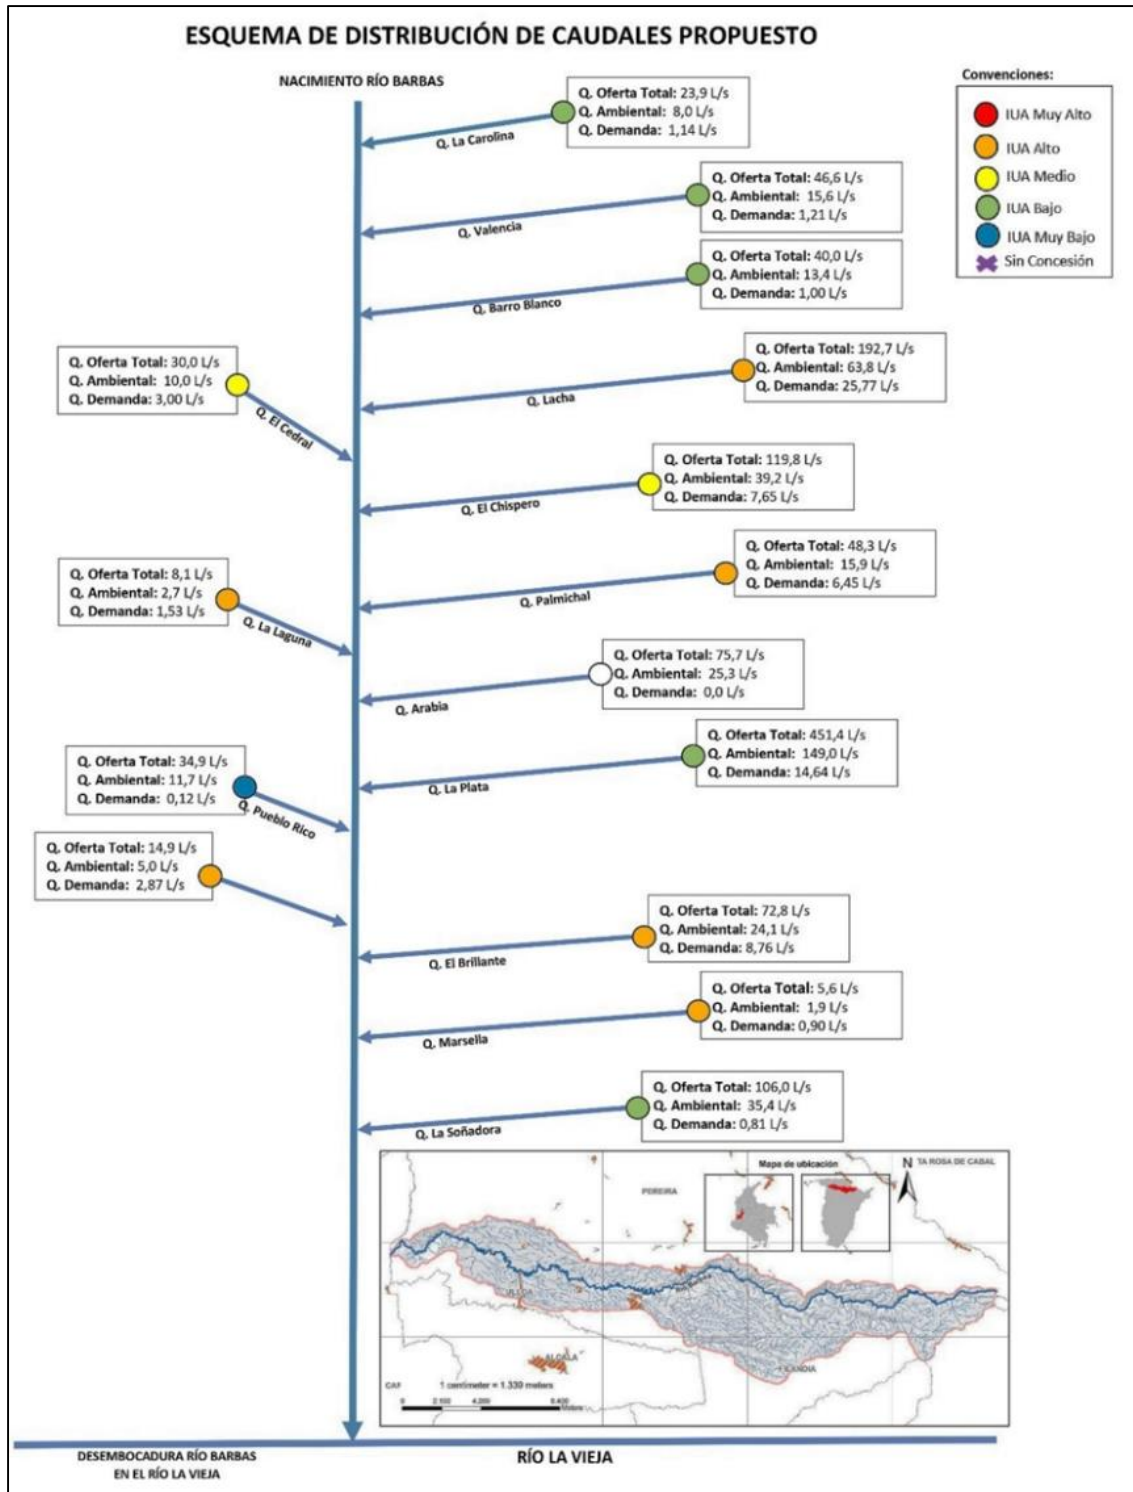 ESQUEMA DE DISTRIBUCIÓN DE CAUDALES PROPUESTO
NACIMIENTO RÍO BARBAS
Convenciones:
IUA Muy Alto
IUA Alto
IUA Medio
IUA Bajo
IUA Muy Bajo
Sin Concesión
Q. Oferta Total: 23,9 L/s
Q. Ambiental: 8,0 L/s
Q. Demanda: 1,14 L/s
Q. La Carolina
Q. Oferta Total: 46,6 L/s
Q. Ambiental: 15,6 L/s
Q. Demanda: 1,21 L/s
Q. Valencia
Q. Oferta Total: 40,0 L/s
Q. Ambiental: 13,4 L/s
Q. Demanda: 1,00 L/s
Q. Barro Blanco
Q. Oferta Total: 192,7 L/s
Q. Ambiental: 63,8 L/s
Q. Demanda: 25,77 L/s
Q. Lacha
Q. Oferta Total: 30,0 L/s
Q. Ambiental: 10,0 L/s
Q. Demanda: 3,00 L/s
Q. El Cedral
Q. Oferta Total: 119,8 L/s
Q. Ambiental: 39,2 L/s
Q. Demanda: 7,65 L/s
Q. El Chispero
Q. Oferta Total: 48,3 L/s
Q. Ambiental: 15,9 L/s
Q. Demanda: 6,45 L/s
Q. Palmichal
Q. Oferta Total: 8,1 L/s
Q. Ambiental: 2,7 L/s
Q. Demanda: 1,53 L/s
Q. La Laguna
Q. Oferta Total: 75,7 L/s
Q. Ambiental: 25,3 L/s
Q. Demanda: 0,0 L/s
Q. Arabia
Q. Oferta Total: 451,4 L/s
Q. Ambiental: 149,0 L/s
Q. Demanda: 14,64 L/s
Q. La Plata
Q. Oferta Total: 34,9 L/s
Q. Ambiental: 11,7 L/s
Q. Demanda: 0,12 L/s
Q. Pueblo Rico
Q. Oferta Total: 14,9 L/s
Q. Ambiental: 5,0 L/s
Q. Demanda: 2,87 L/s
Q. Oferta Total: 72,8 L/s
Q. Ambiental: 24,1 L/s
Q. Demanda: 8,76 L/s
Q. El Brillante
Q. Oferta Total: 5,6 L/s
Q. Ambiental: 1,9 L/s
Q. Demanda: 0,90 L/s
Q. Marsella
Q. Oferta Total: 106,0 L/s
Q. Ambiental: 35,4 L/s
Q. Demanda: 0,81 L/s
Q. La Soñadora
Mapa de ubicación
N
TA ROSA DE CABAL
PEREIRA
ALCALA
1 centimeter = 1.330 meters
DESEMBOCADURA RÍO BARBAS
EN EL RÍO LA VIEJA
RÍO LA VIEJA